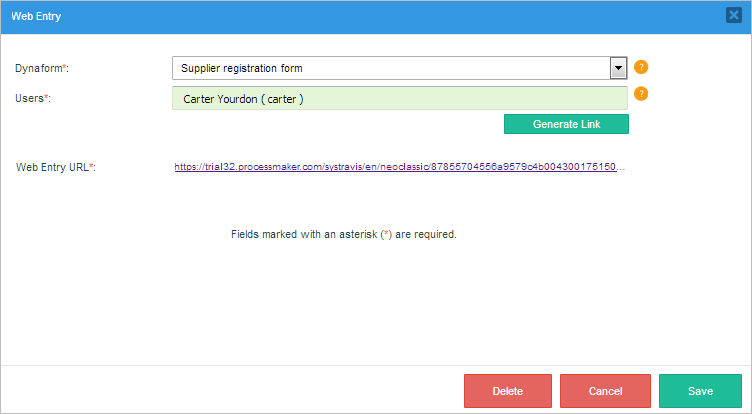 Web Entry
Dynaform*:
Supplier registration form
?
Users*:
Carter Yourdon ( carter )
?
Generate Link
Web Entry URL*:
https://trial32.processmaker.com/systravis/en/neoclassic/87855704556a9579c4b004300175150...
Fields marked with an asterisk (*) are required.
Delete
Cancel
Save